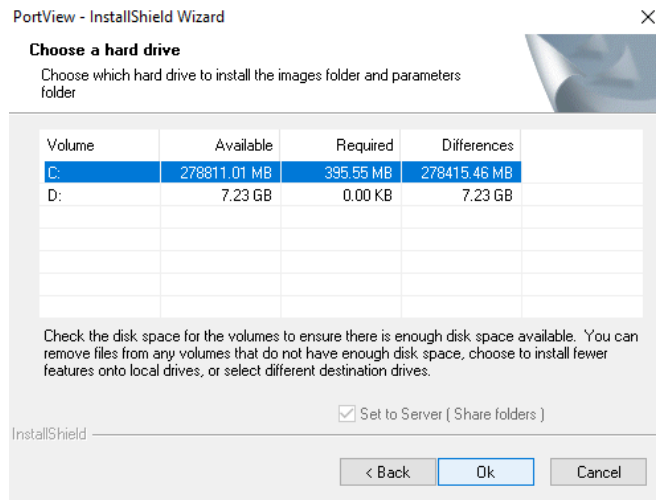 PortView - InstallShield Wizard
Choose a hard drive
Choose which hard drive to install the images folder and parameters
folder
Volume Available Required Differences
C: 278811.01 MB 395.55 MB 278415.46 MB
D: 7.23 GB 0.00 KB 7.23 GB
Check the disk space for the volumes to ensure there is enough disk space available. You can
remove files from any volumes that do not have enough disk space, choose to install fewer
features onto local drives, or select different destination drives.
Set to Server ( Share folders )
InstallShield
< Back Ok Cancel